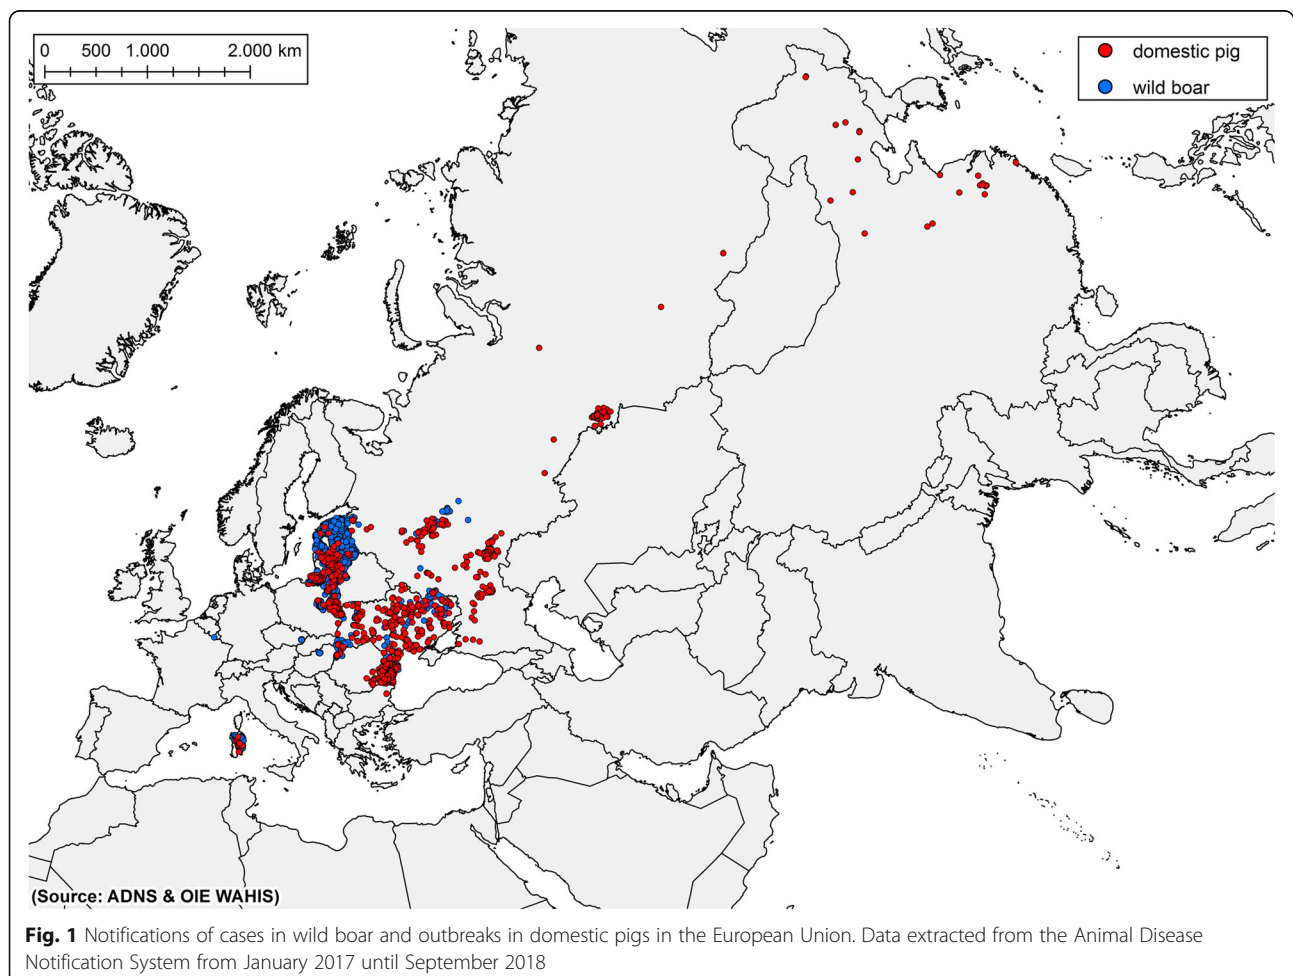 0 500 1.000 2.000 km
domestic pig
wild boar
(Source: ADNS & OIE WAHIS)
Fig. 1 Notifications of cases in wild boar and outbreaks in domestic pigs in the European Union. Data extracted from the Animal Disease
Notification System from January 2017 until September 2018